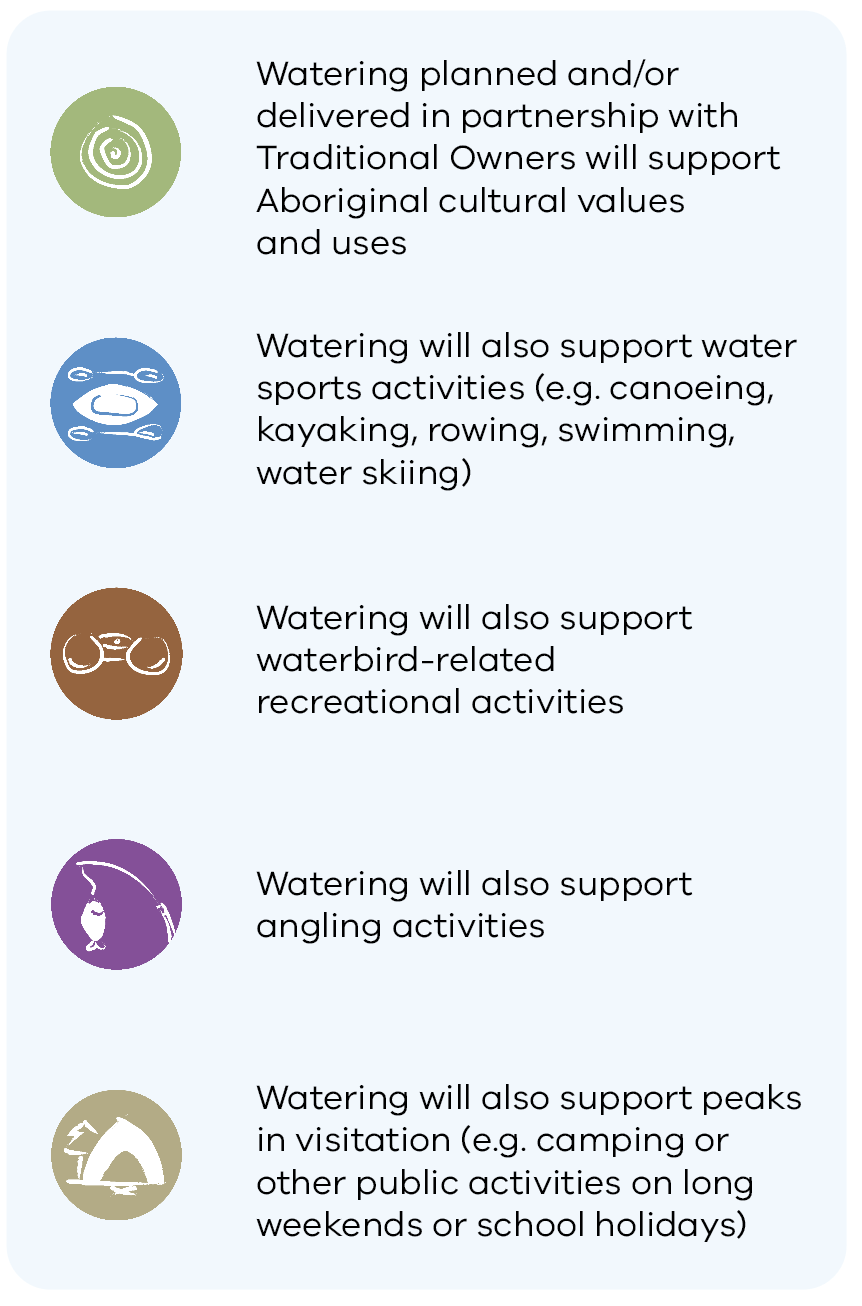 Watering planned and/or
delivered in partnership with
Traditional Owners will support
Aboriginal cultural values
and uses
Watering will also support water
sports activities (e.g. canoeing,
kayaking, rowing, swimming,
water skiing)
Watering will also support
waterbird-related
recreational activities
Watering will also support
angling activities
Watering will also support peaks
in visitation (e.g. camping or
other public activities on long
weekends or school holidays)